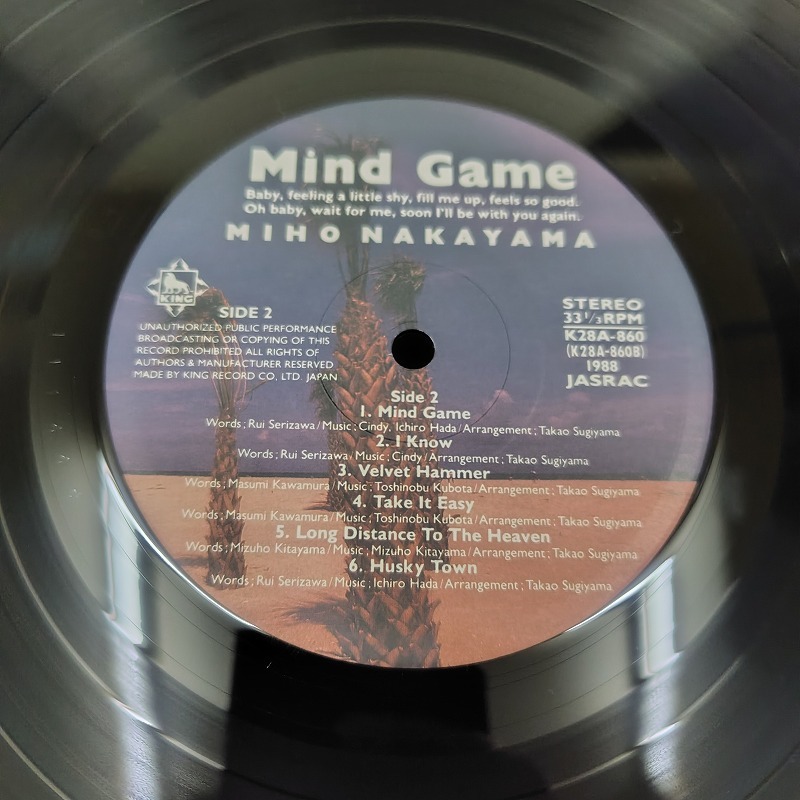 Mind Game
Baby, feeling a little shy, fill me up, feels so good.
Oh baby, wait for me, soon I'll be with you again.
MIHO NAKAYAMA
KING
SIDE 2
UNAUTHORIZED PUBLIC PERFORMANCE
BROADCASTING OR COPYING OF THIS
RECORD PROHIBITED ALL RIGHTS OF
AUTHORS & MANUFACTURER RESERVED
MADE BY KING RECORD CO, LTD. JAPAN
STEREO
33 1/3 RPM
K28A-860
(K28A-860B)
1988
JASRAC
Side 2
1. Mind Game
Words; Rui Serizawa/Music; Cindy, Ichiro Hada/Arrangement; Takao Sugiyama
2. I Know
Words; Rui Serizawa/Music; Cindy/Arrangement; Takao Sugiyama
3. Velvet Hammer
Words; Masumi Kawamura/Music; Toshinobu Kubota/Arrangement; Takao Sugiyama
4. Take It Easy
Words; Masumi Kawamura/Music; Toshinobu Kubota/Arrangement; Takao Sugiyama
5. Long Distance To The Heaven
Words; Mizuho Kitayama/Music; Mizuho Kitayama/Arrangement; Takao Sugiyama
6. Husky Town
Words; Rui Serizawa/Music; Ichiro Hada/Arrangement; Takao Sugiyama